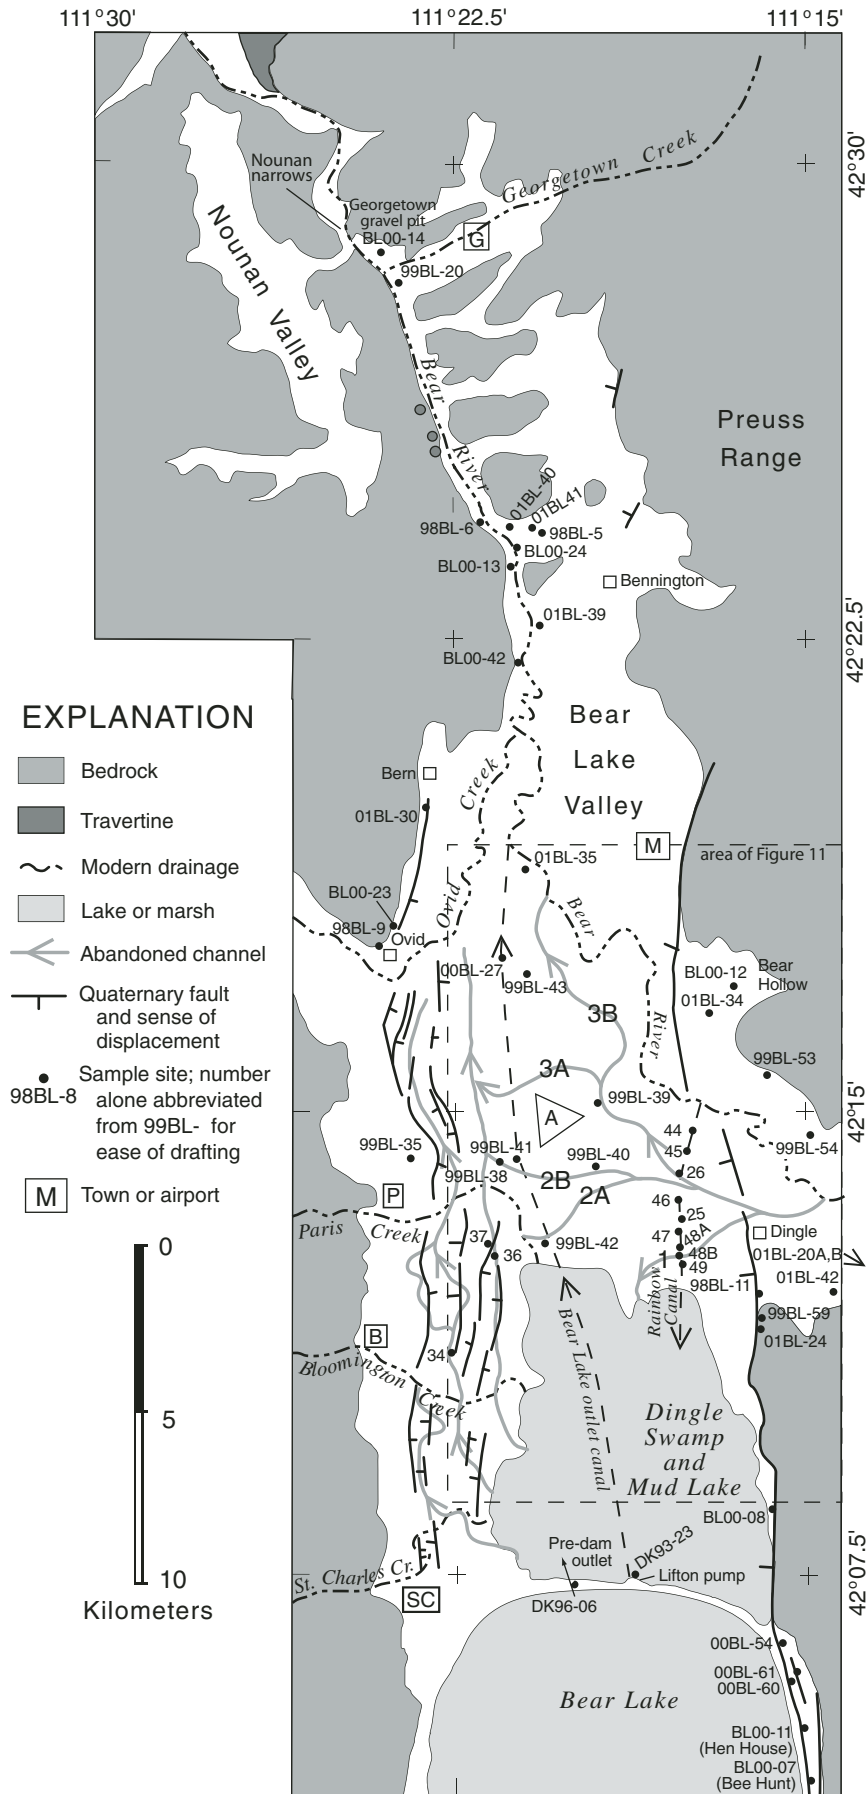 111°30'
111°22.5'
111°15'
42°30'
Nounan
narrows
Georgetown Creek
Georgetown
gravel pit
BL00-14
G
99BL-20
Nounan Valley
Bear River
Preuss
Range
01BL-40
01BL41
98BL-6
98BL-5
BL00-24
BL00-13
Bennington
01BL-39
42°22.5'
BL00-42
Bear
Lake
Valley
EXPLANATION
Bedrock
Travertine
Modern drainage
Lake or marsh
Abandoned channel
Quaternary fault
and sense of
displacement
98BL-8
Sample site; number
alone abbreviated
from 99BL- for
ease of drafting
M
Town or airport
0
5
10
Kilometers
Bern
Ovid Creek
01BL-30
M
01BL-35
area of Figure 11
BL00-23
98BL-9
Ovid
Bear
River
00BL-27
99BL-43
BL00-12
Bear
Hollow
01BL-34
3B
3A
99BL-53
99BL-39
A
42°15'
44
99BL-54
99BL-35
99BL-41
45
99BL-38
99BL-40
26
P
2B
2A
46
Paris Creek
25
37
99BL-42
47
48A
Dingle
36
1
48B
01BL-20A,B
49
98BL-11
01BL-42
Rainbow
Canal
99BL-59
B
01BL-24
34
Bloomington Creek
Bear Lake outlet canal
Dingle
Swamp
and
Mud Lake
BL00-08
42°07.5'
Pre-dam
outlet
DK93-23
St. Charles Cr.
Lifton pump
SC
DK96-06
00BL-54
00BL-61
00BL-60
Bear Lake
BL00-11
(Hen House)
BL00-07
(Bee Hunt)